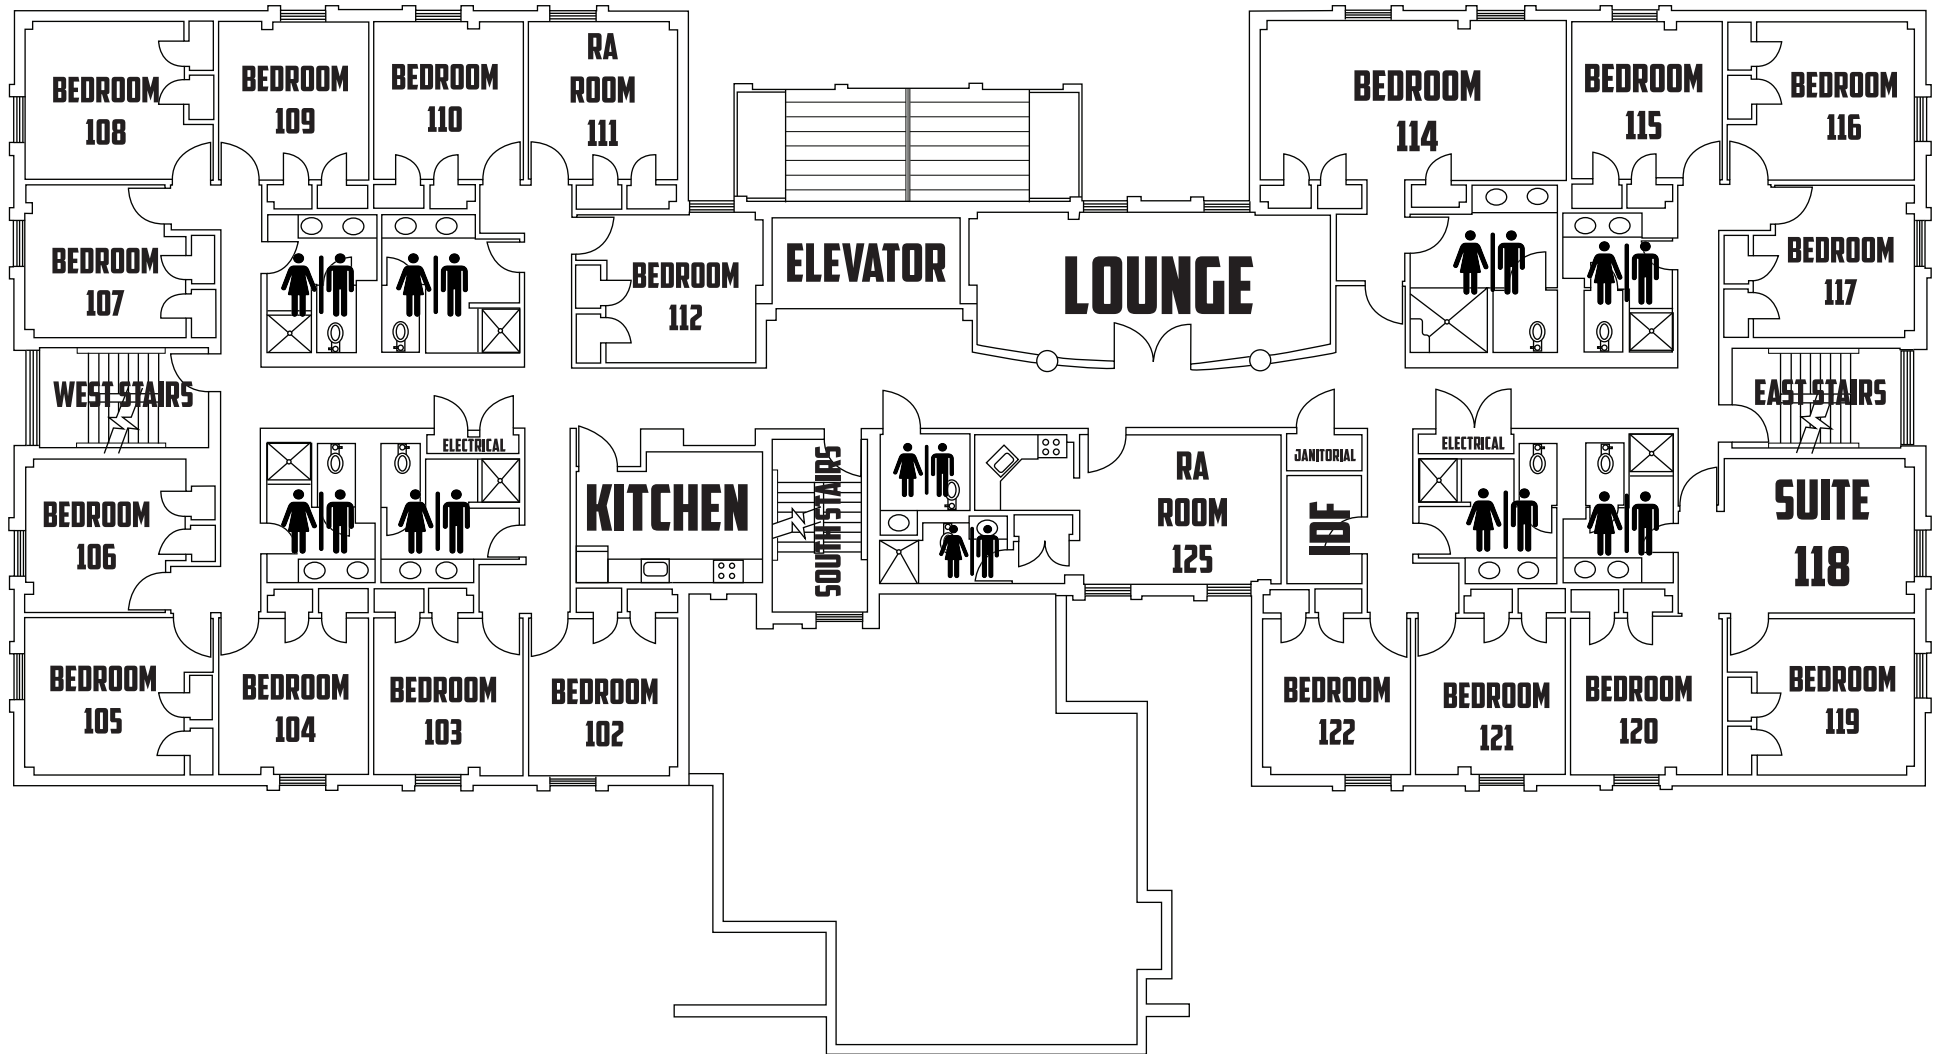 BEDROOM
108
BEDROOM
109
BEDROOM
110
RA
ROOM
111
BEDROOM
114
BEDROOM
115
BEDROOM
116
BEDROOM
107
BEDROOM
112
ELEVATOR
LOUNGE
BEDROOM
117
WEST STAIRS
EAST STAIRS
ELECTRICAL
KITCHEN
SOUTH STAIRS
RA
ROOM
125
JANITORIAL
IDF
ELECTRICAL
BEDROOM
106
SUITE
118
BEDROOM
105
BEDROOM
104
BEDROOM
103
BEDROOM
102
BEDROOM
122
BEDROOM
121
BEDROOM
120
BEDROOM
119